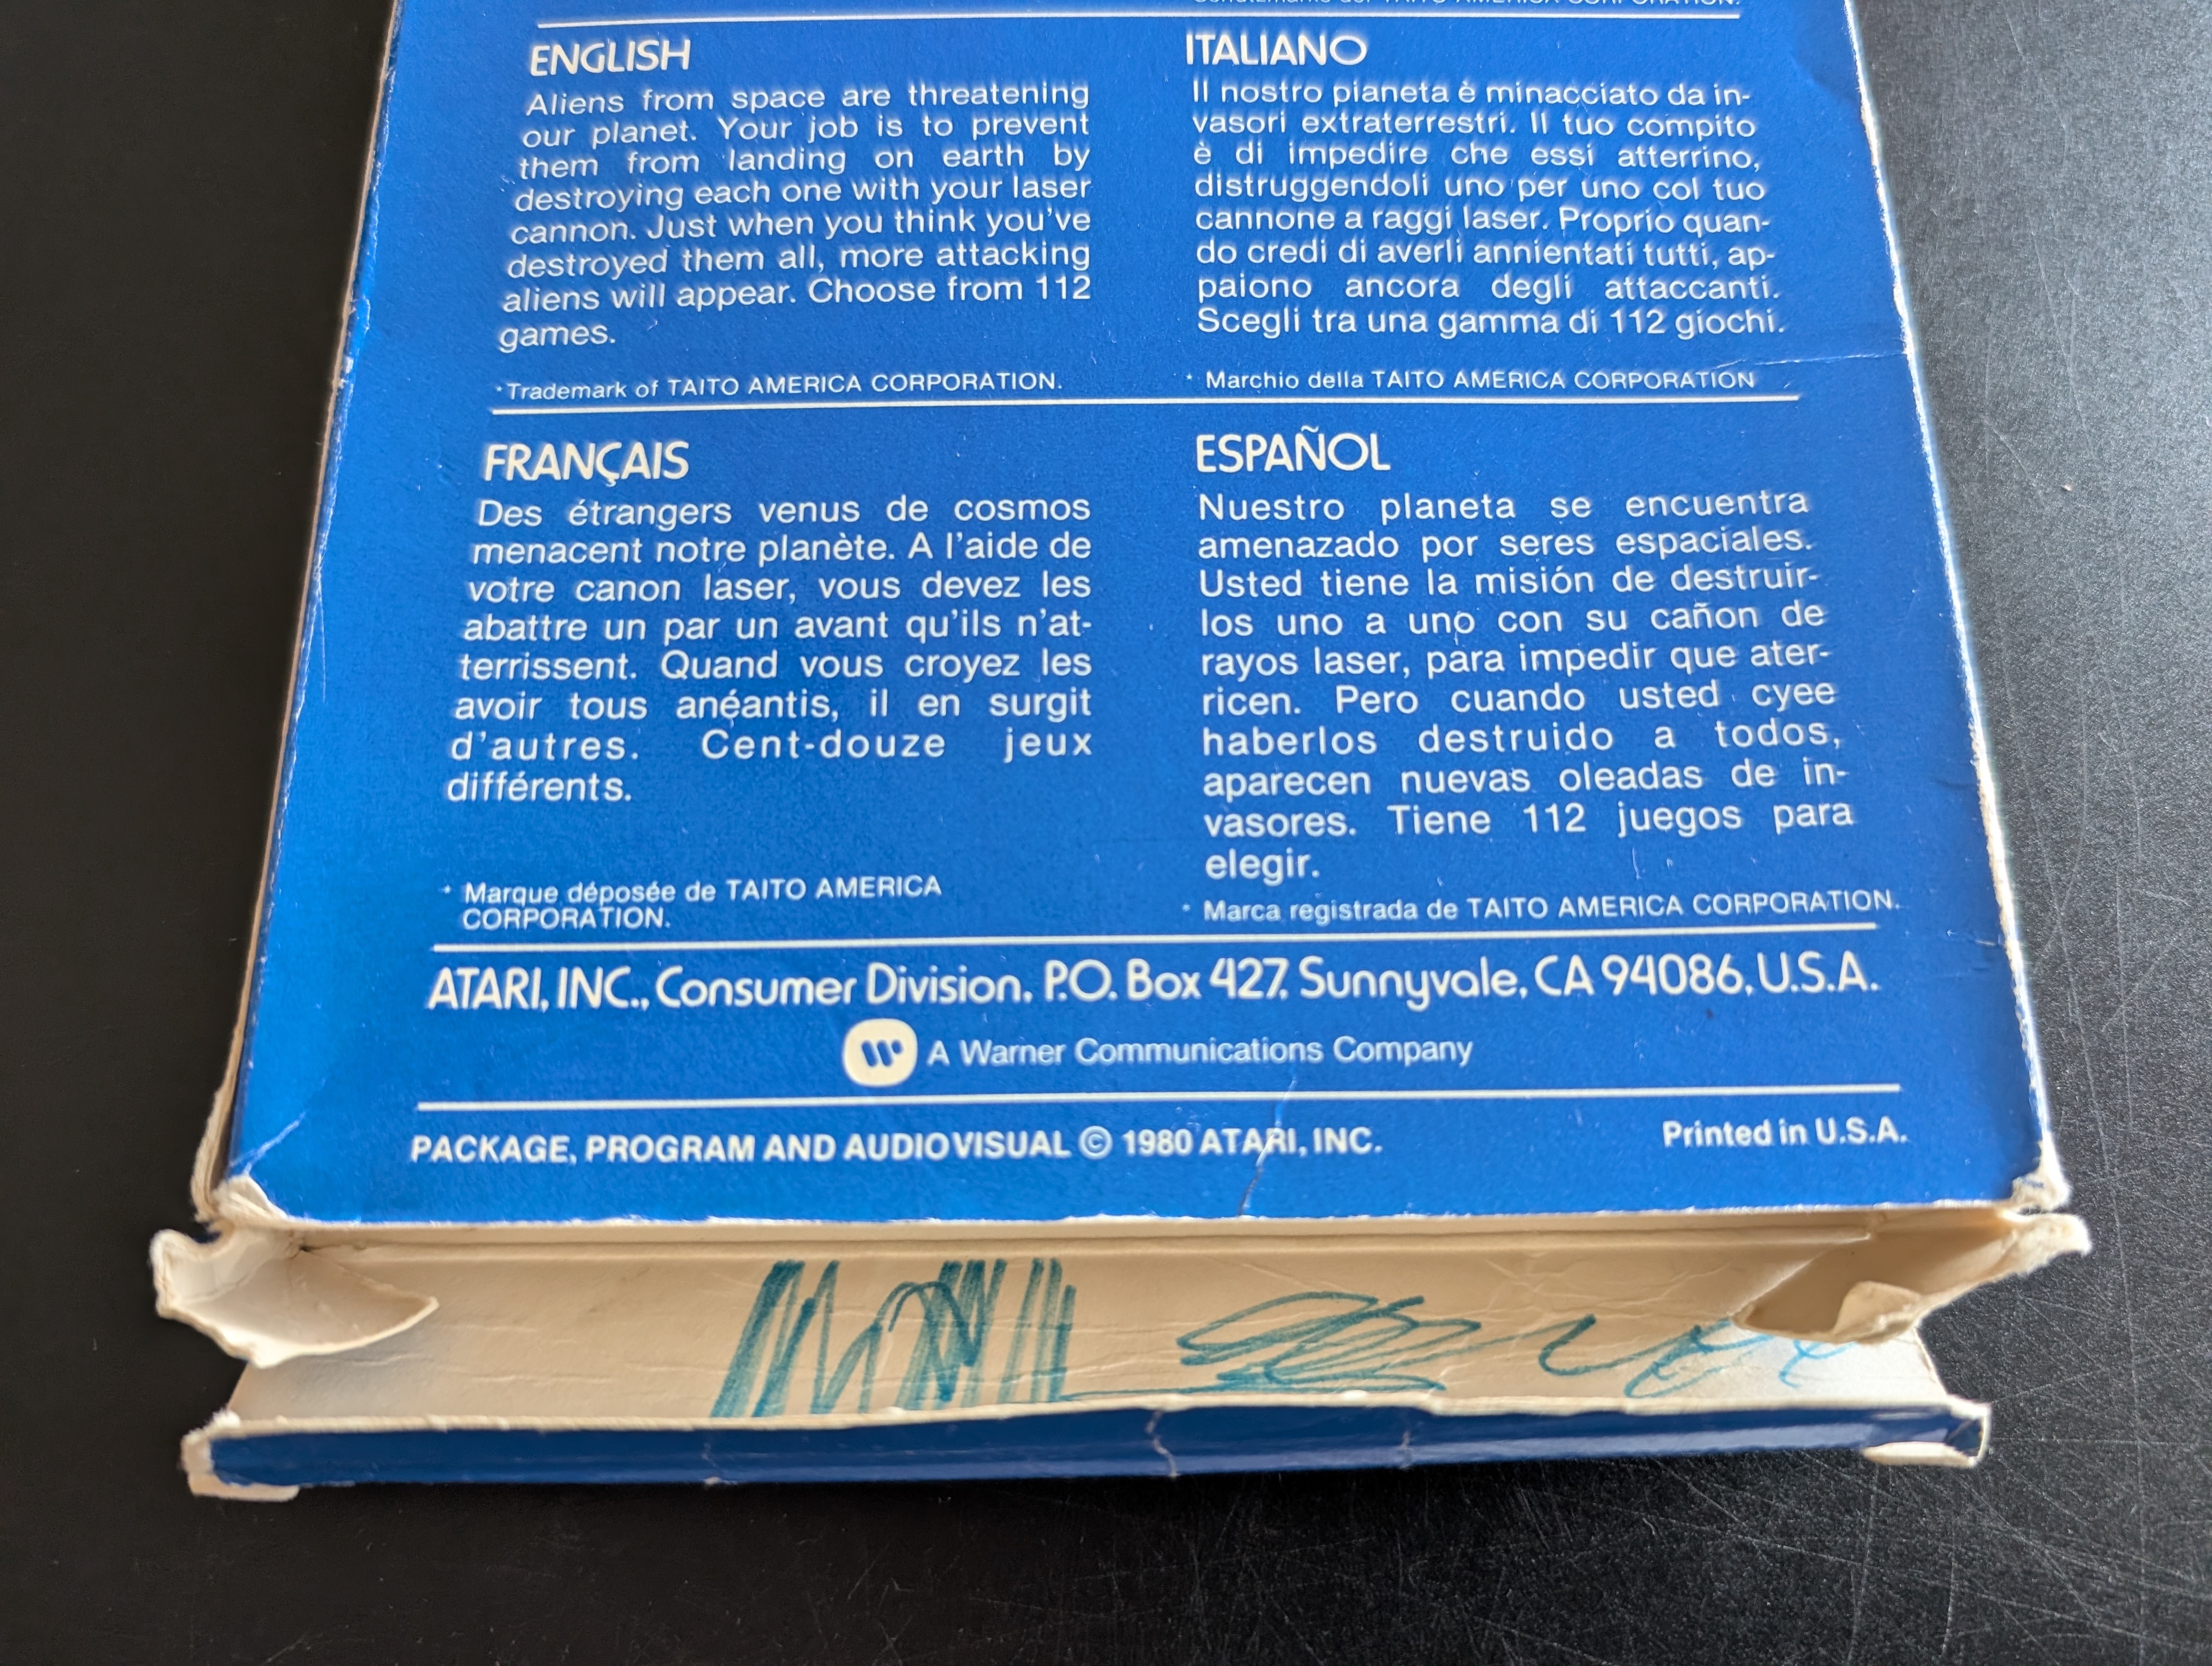 Schutzmarke der TAITO AMERICA CORPORATION.
ENGLISH
Aliens from space are threatening
our planet. Your job is to prevent
them from landing on earth by
destroying each one with your laser
cannon. Just when you think you've
destroyed them all, more attacking
aliens will appear. Choose from 112
games.
*Trademark of TAITO AMERICA CORPORATION.
ITALIANO
Il nostro pianeta è minacciato da in-
vasori extraterrestri. Il tuo compito
è di impedire che essi atterrino,
distruggendoli uno per uno col tuo
cannone a raggi laser. Proprio quan-
do credi di averli annientati tutti, ap-
paiono ancora degli attaccanti.
Scegli tra una gamma di 112 giochi.
* Marchio della TAITO AMERICA CORPORATION
FRANÇAIS
Des étrangers venus de cosmos
menacent notre planète. A l'aide de
votre canon laser, vous devez les
abattre un par un avant qu'ils n'at-
terrissent. Quand vous croyez les
avoir tous anéantis, il en surgit
d'autres. Cent-douze jeux
différents.
* Marque déposée de TAITO AMERICA
CORPORATION.
ESPAÑOL
Nuestro planeta se encuentra
amenazado por seres espaciales.
Usted tiene la misión de destruir-
los uno a uno con su cañon de
rayos laser, para impedir que ater-
ricen. Pero cuando usted cyee
haberlos destruido a todos,
aparecen nuevas oleadas de in-
vasores. Tiene 112 juegos para
elegir.
* Marca registrada de TAITO AMERICA CORPORATION.
ATARI, INC., Consumer Division, P.O. Box 427, Sunnyvale, CA 94086, U.S.A.
A Warner Communications Company
PACKAGE, PROGRAM AND AUDIOVISUAL © 1980 ATARI, INC.
Printed in U.S.A.